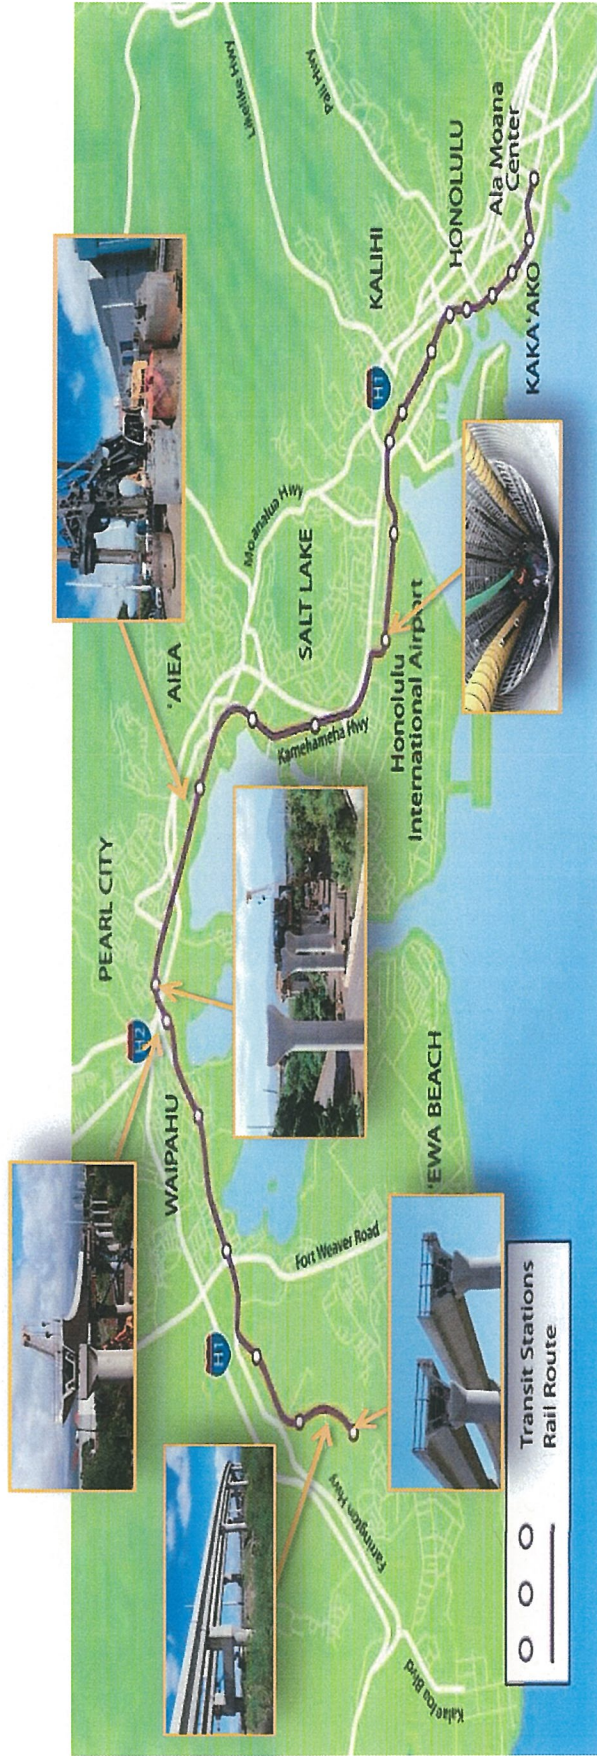 Likelike Hwy
Pali Hwy
HONOLULU
Ala Moana
Center
KALIHI
KAKA'AKO
H1
Moanalua Hwy
SALT LAKE
'AIEA
Kamehameha Hwy
Honolulu
International Airport
PEARL CITY
H2
WAIPAHU
'EWA BEACH
Fort Weaver Road
H1
Farrington Hwy
Kalaeloa Blvd
Transit Stations
Rail Route